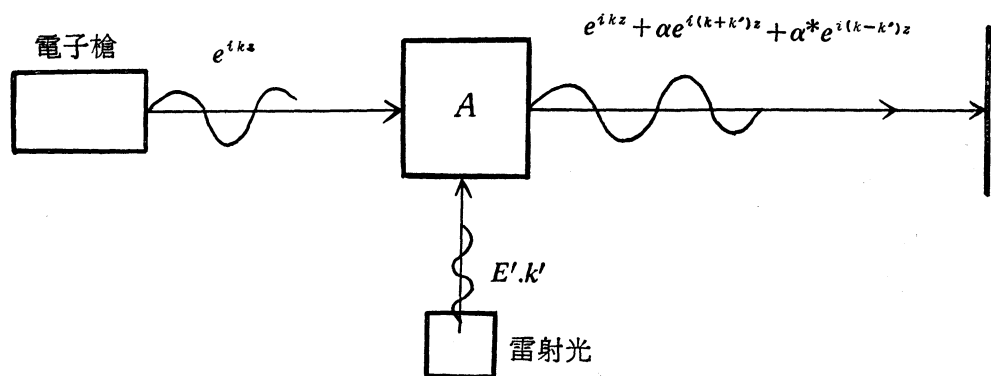 電子槍
e^{ikz}
e^{ikz} + αe^{i(k+k″)z} + α*e^{i(k−k″)z}
A
E′.k′
雷射光